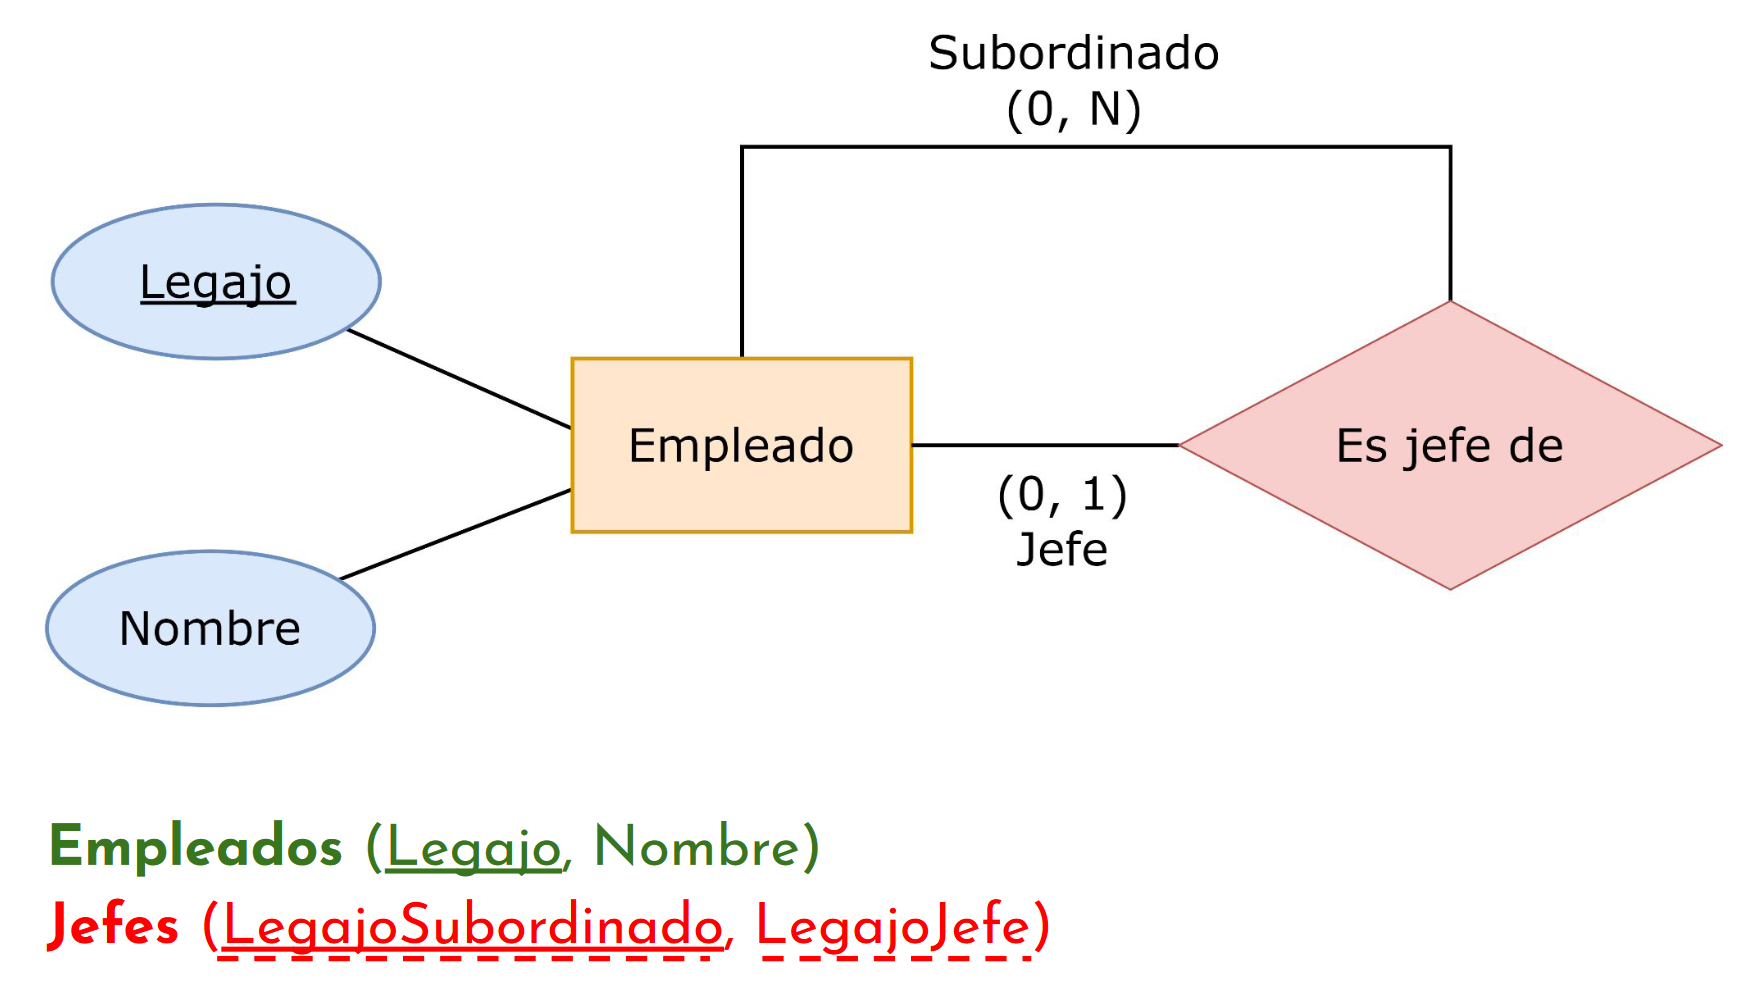 Subordinado
(0, N)
Legajo
Empleado
Es jefe de
(0, 1)
Jefe
Nombre
Empleados (Legajo, Nombre)
Jefes (LegajoSubordinado, LegajoJefe)